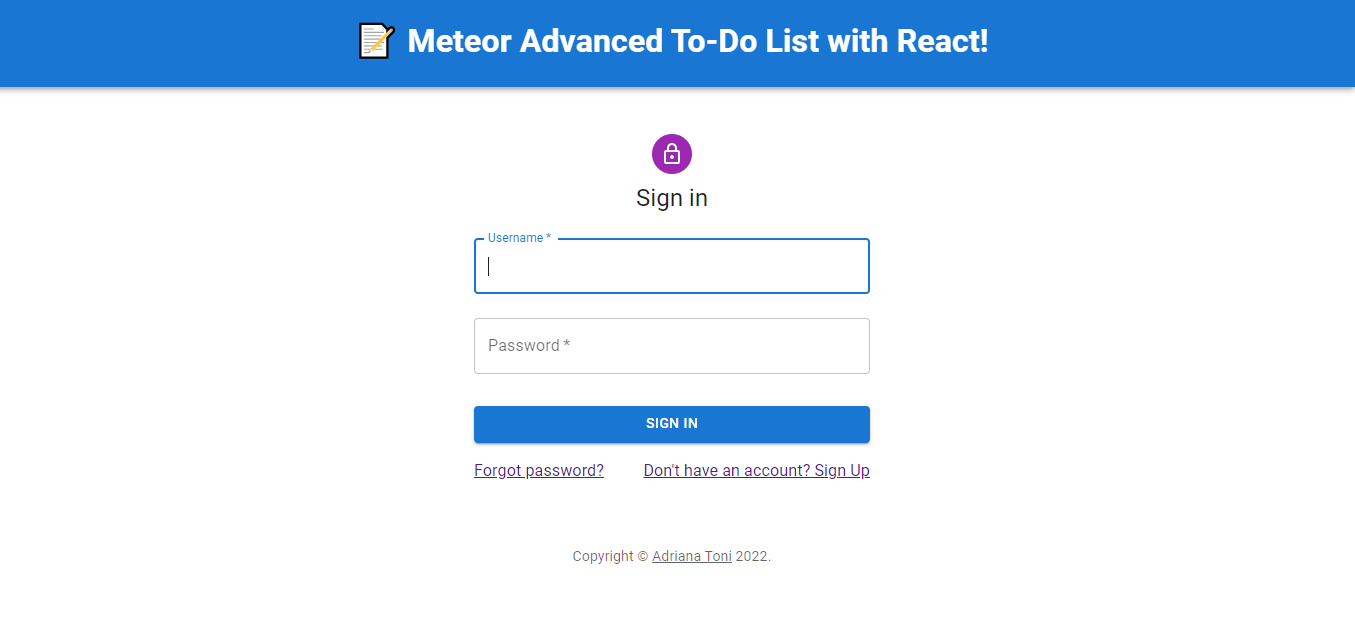 📝 Meteor Advanced To-Do List with React!
Sign in
Username *
Password *
SIGN IN
Forgot password? Don't have an account? Sign Up
Copyright © Adriana Toni 2022.